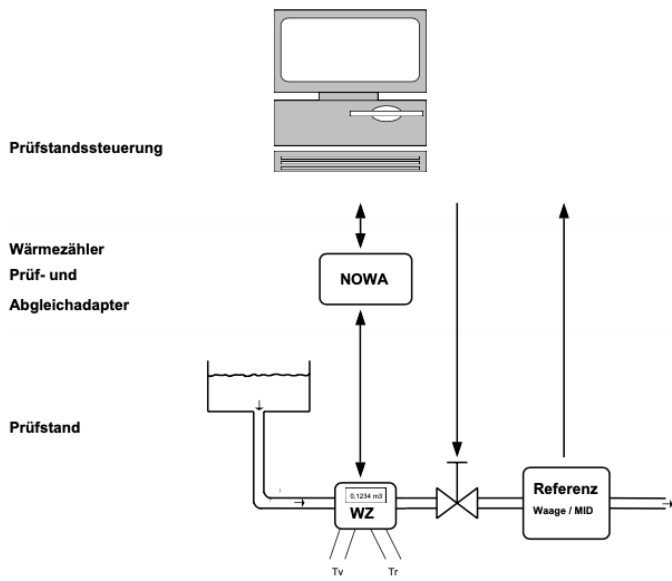 Prüfstandssteuerung
Wärmezähler
Prüf- und
Abgleichadapter
NOWA
Prüfstand
0,1234 m3
WZ
Referenz
Waage / MID
Tv
Tr